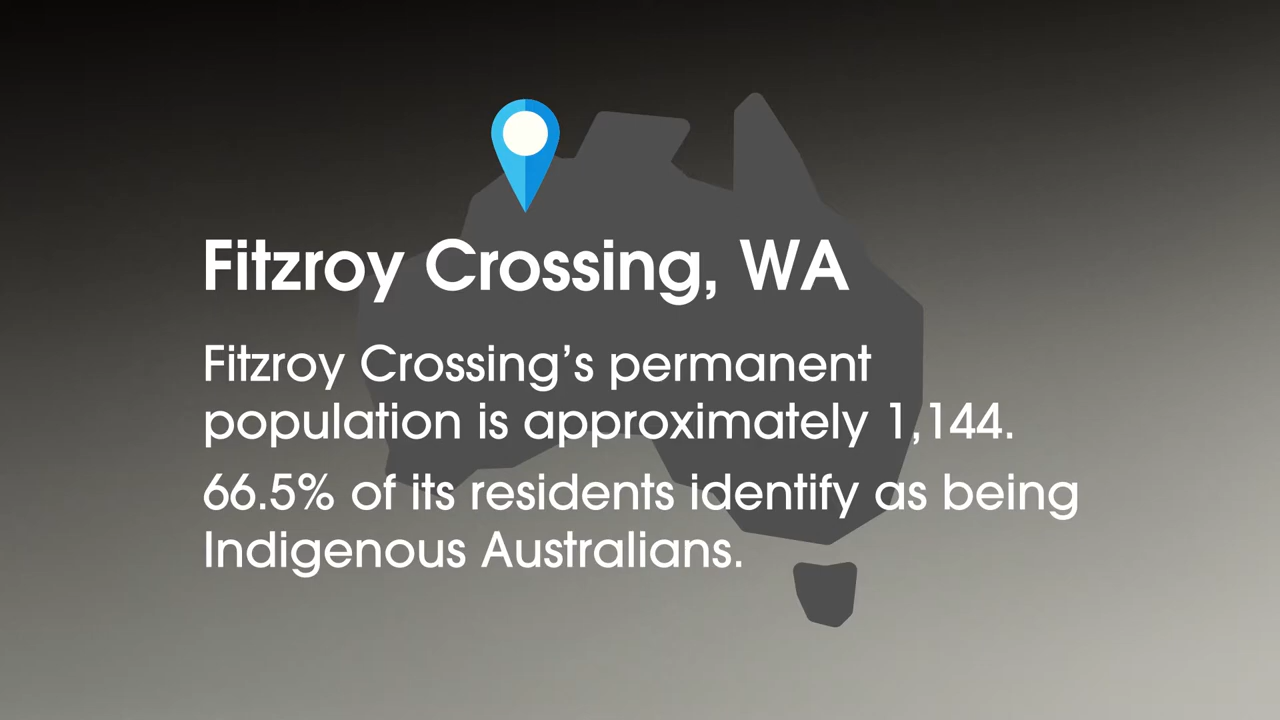 Fitzroy Crossing, WA
Fitzroy Crossing’s permanent
population is approximately 1,144.
66.5% of its residents identify as being
Indigenous Australians.